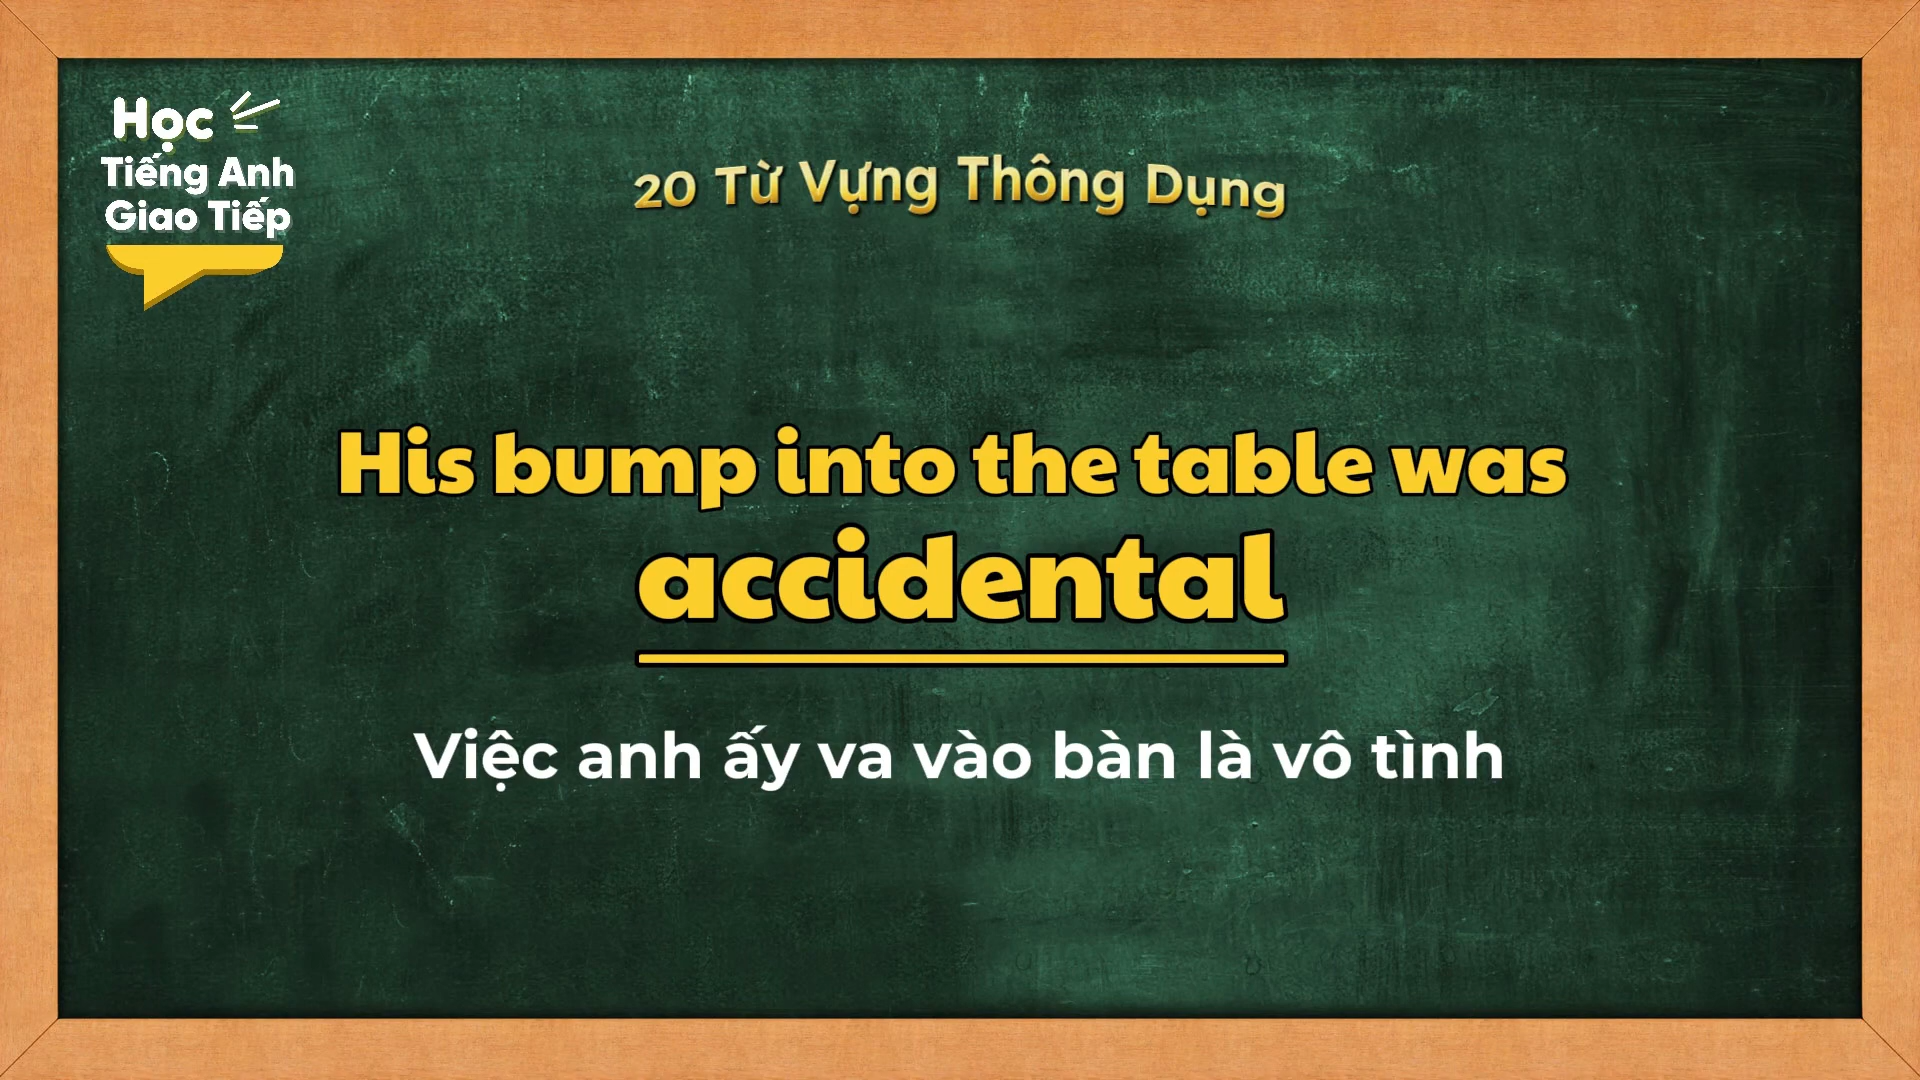 Học
Tiếng Anh
Giao Tiếp
20 Từ Vựng Thông Dụng
His bump into the table was
accidental
Việc anh ấy va vào bàn là vô tình